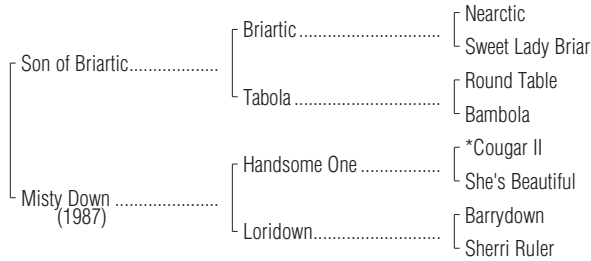 Nearctic
Briartic
Sweet Lady Briar
Son of Briartic
Round Table
Tabola
Bambola
*Cougar II
Handsome One
She's Beautiful
Misty Down
(1987)
Barrydown
Loridown
Sherri Ruler